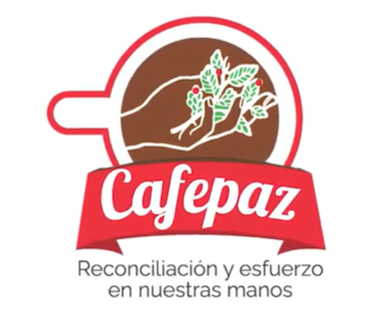 Cafepaz
Reconciliación y esfuerzo
en nuestras manos